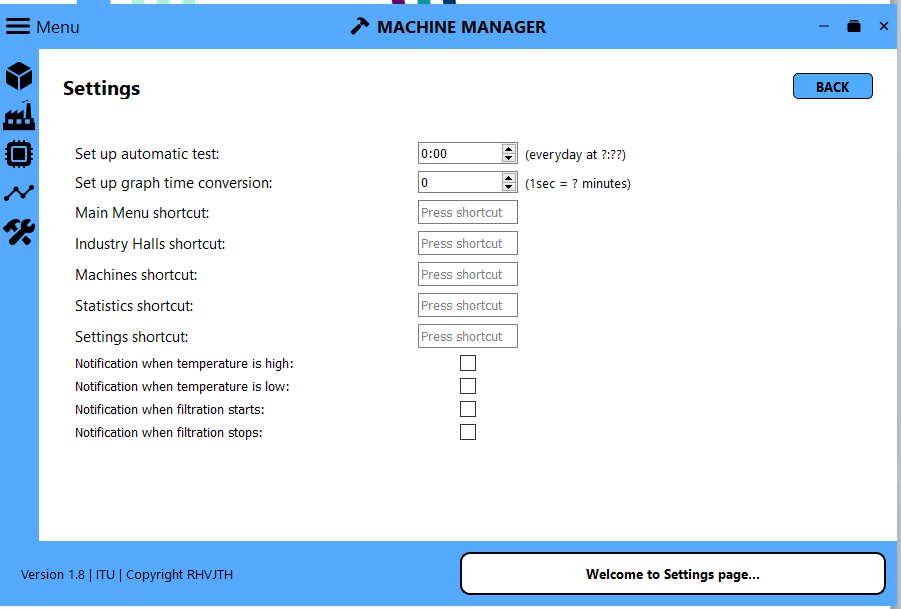 Menu
MACHINE MANAGER
Settings
BACK
Set up automatic test: 0:00 (everyday at ?:??)
Set up graph time conversion: 0 (1sec = ? minutes)
Main Menu shortcut: Press shortcut
Industry Halls shortcut: Press shortcut
Machines shortcut: Press shortcut
Statistics shortcut: Press shortcut
Settings shortcut: Press shortcut
Notification when temperature is high:
Notification when temperature is low:
Notification when filtration starts:
Notification when filtration stops:
Version 1.8 | ITU | Copyright RHVJTH
Welcome to Settings page...